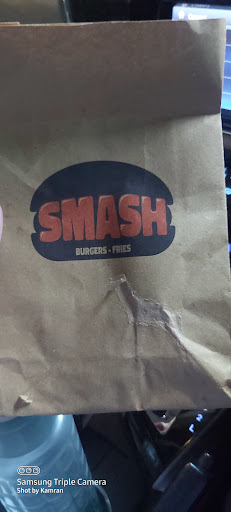 SMASH
BURGERS - FRIES
Samsung Triple Camera
Shot by Kamran